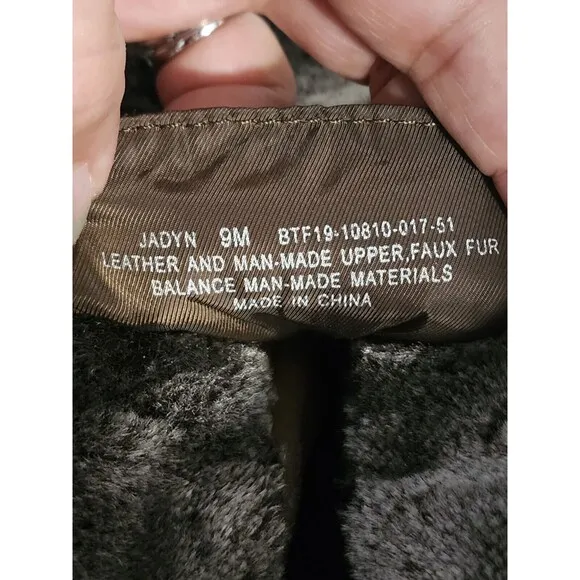 JADYN 9M BTF19-10810-017-51
LEATHER AND MAN-MADE UPPER,FAUX FUR
BALANCE MAN-MADE MATERIALS
MADE IN CHINA